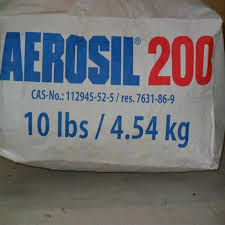 AEROSIL® 200
CAS-No.: 112945-52-5 / res. 7631-86-9
10 lbs / 4.54 kg